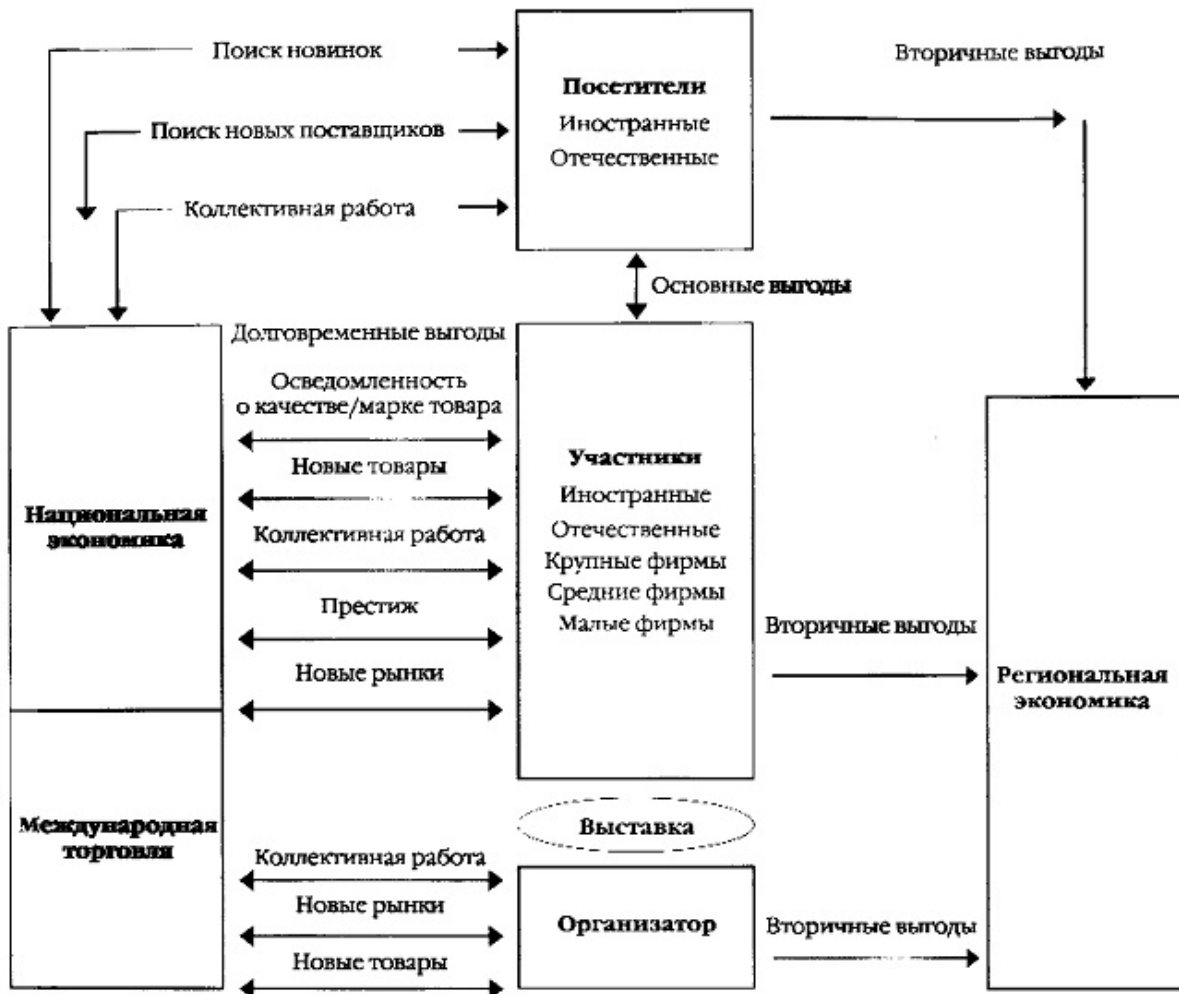 Поиск новинок
Вторичные выгоды
Посетители
Иностранные
Отечественные
Поиск новых поставщиков
Коллективная работа
Основные выгоды
Долговременные выгоды
Осведомленность
о качестве/марке товара
Новые товары
Коллективная работа
Престиж
Новые рынки
Национальная
экономика
Участники
Иностранные
Отечественные
Крупные фирмы
Средние фирмы
Малые фирмы
Вторичные выгоды
Региональная
экономика
Международная
торговля
Выставка
Коллективная работа
Новые рынки
Новые товары
Организатор
Вторичные выгоды